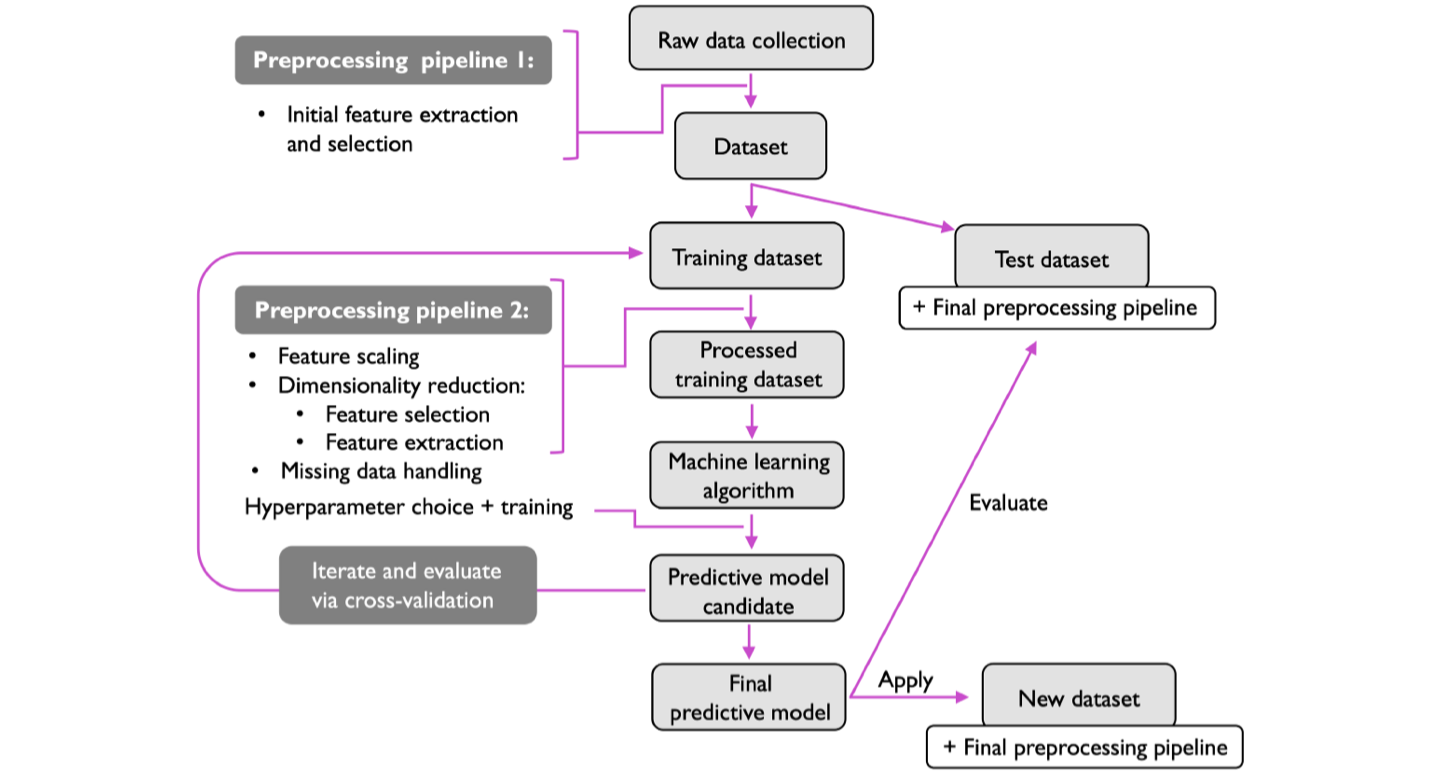 Raw data collection
Preprocessing pipeline 1:
• Initial feature extraction
and selection
Dataset
Training dataset
Test dataset
+ Final preprocessing pipeline
Preprocessing pipeline 2:
• Feature scaling
• Dimensionality reduction:
• Feature selection
• Feature extraction
• Missing data handling
Processed
training dataset
Machine learning
algorithm
Hyperparameter choice + training
Evaluate
Iterate and evaluate
via cross-validation
Predictive model
candidate
Final
predictive model
Apply
New dataset
+ Final preprocessing pipeline